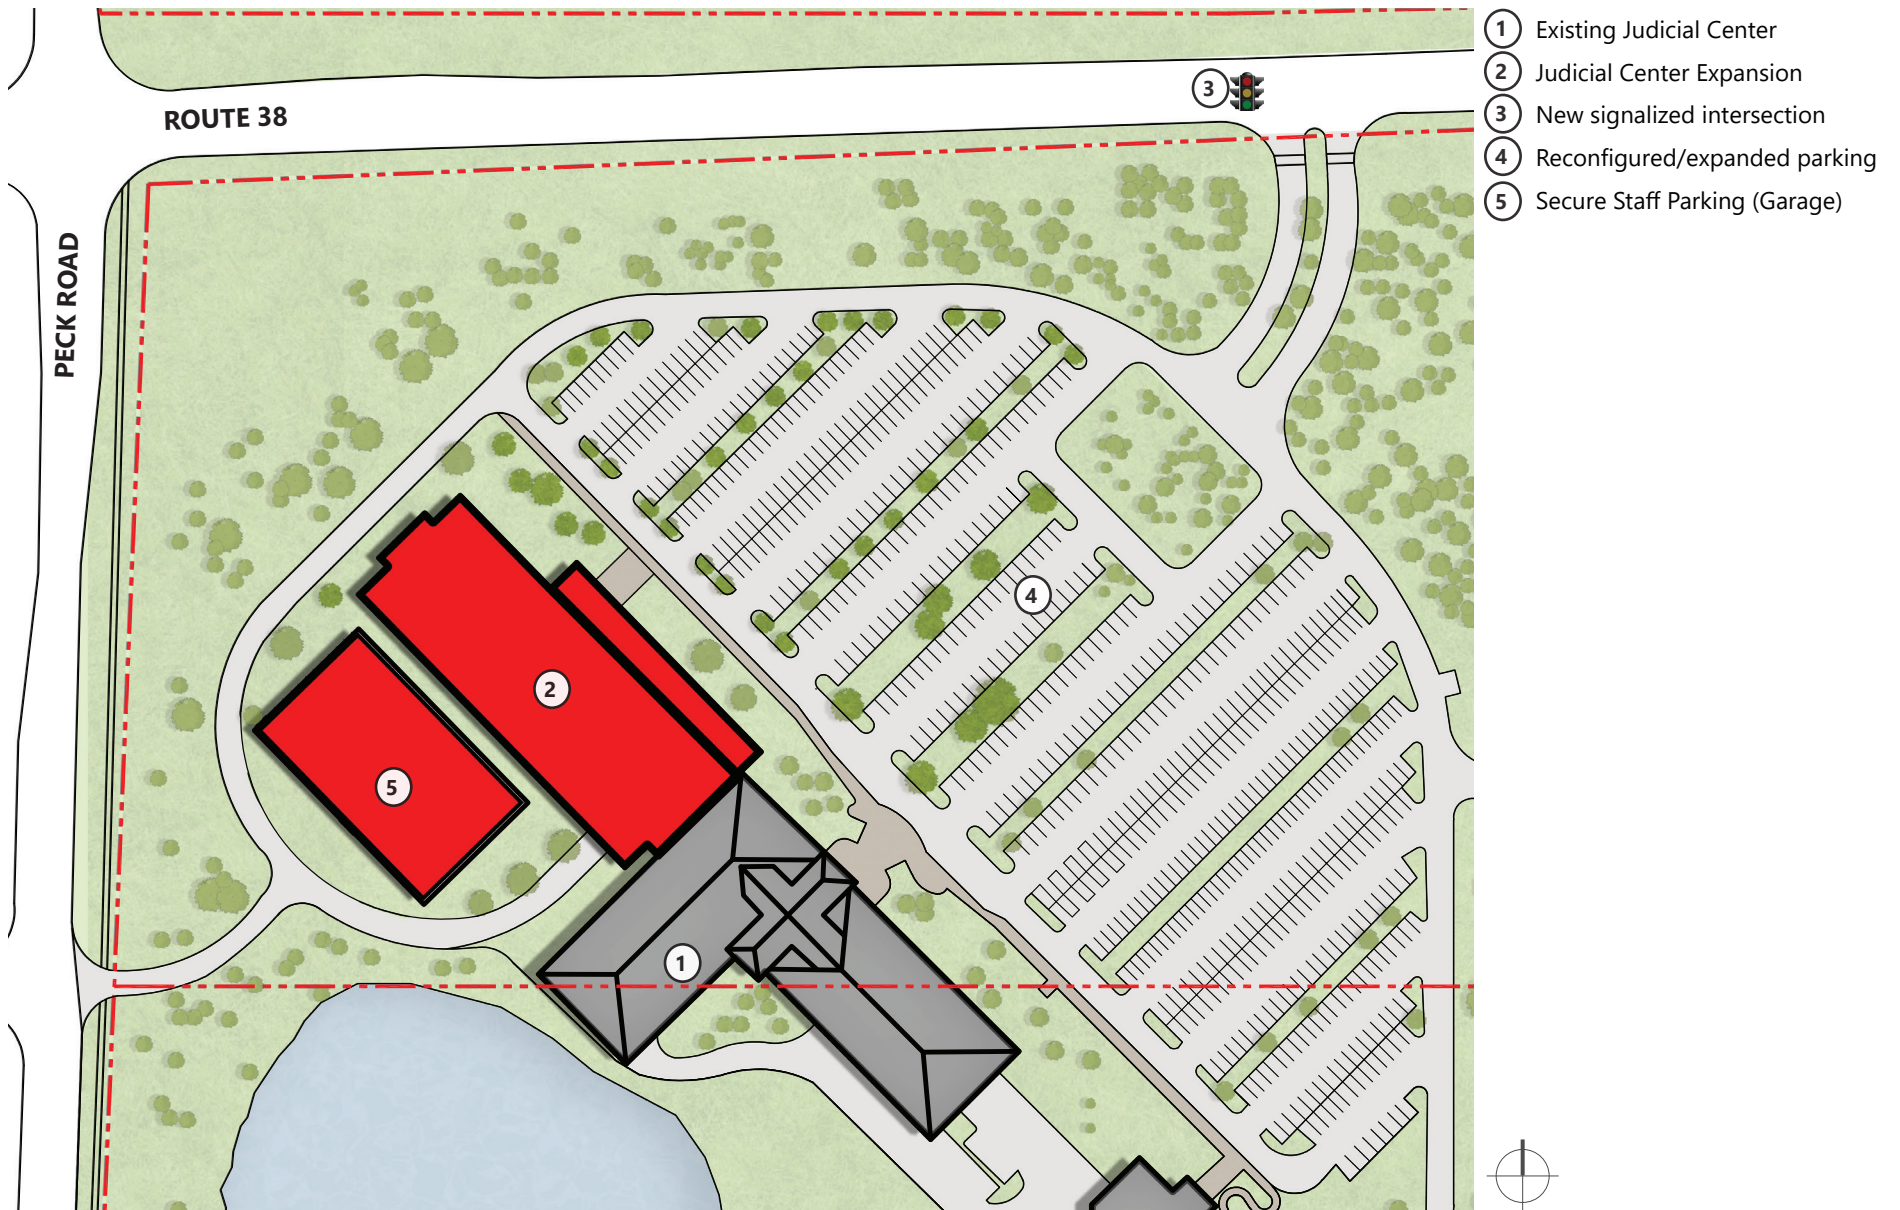 1 Existing Judicial Center
2 Judicial Center Expansion
3 New signalized intersection
4 Reconfigured/expanded parking
5 Secure Staff Parking (Garage)
3
ROUTE 38
PECK ROAD
4
2
5
1